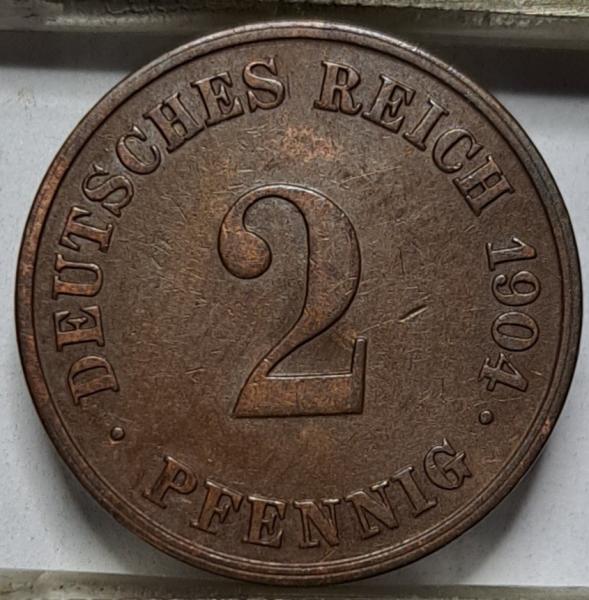 DEUTSCHES REICH 1904
2
PFENNIG